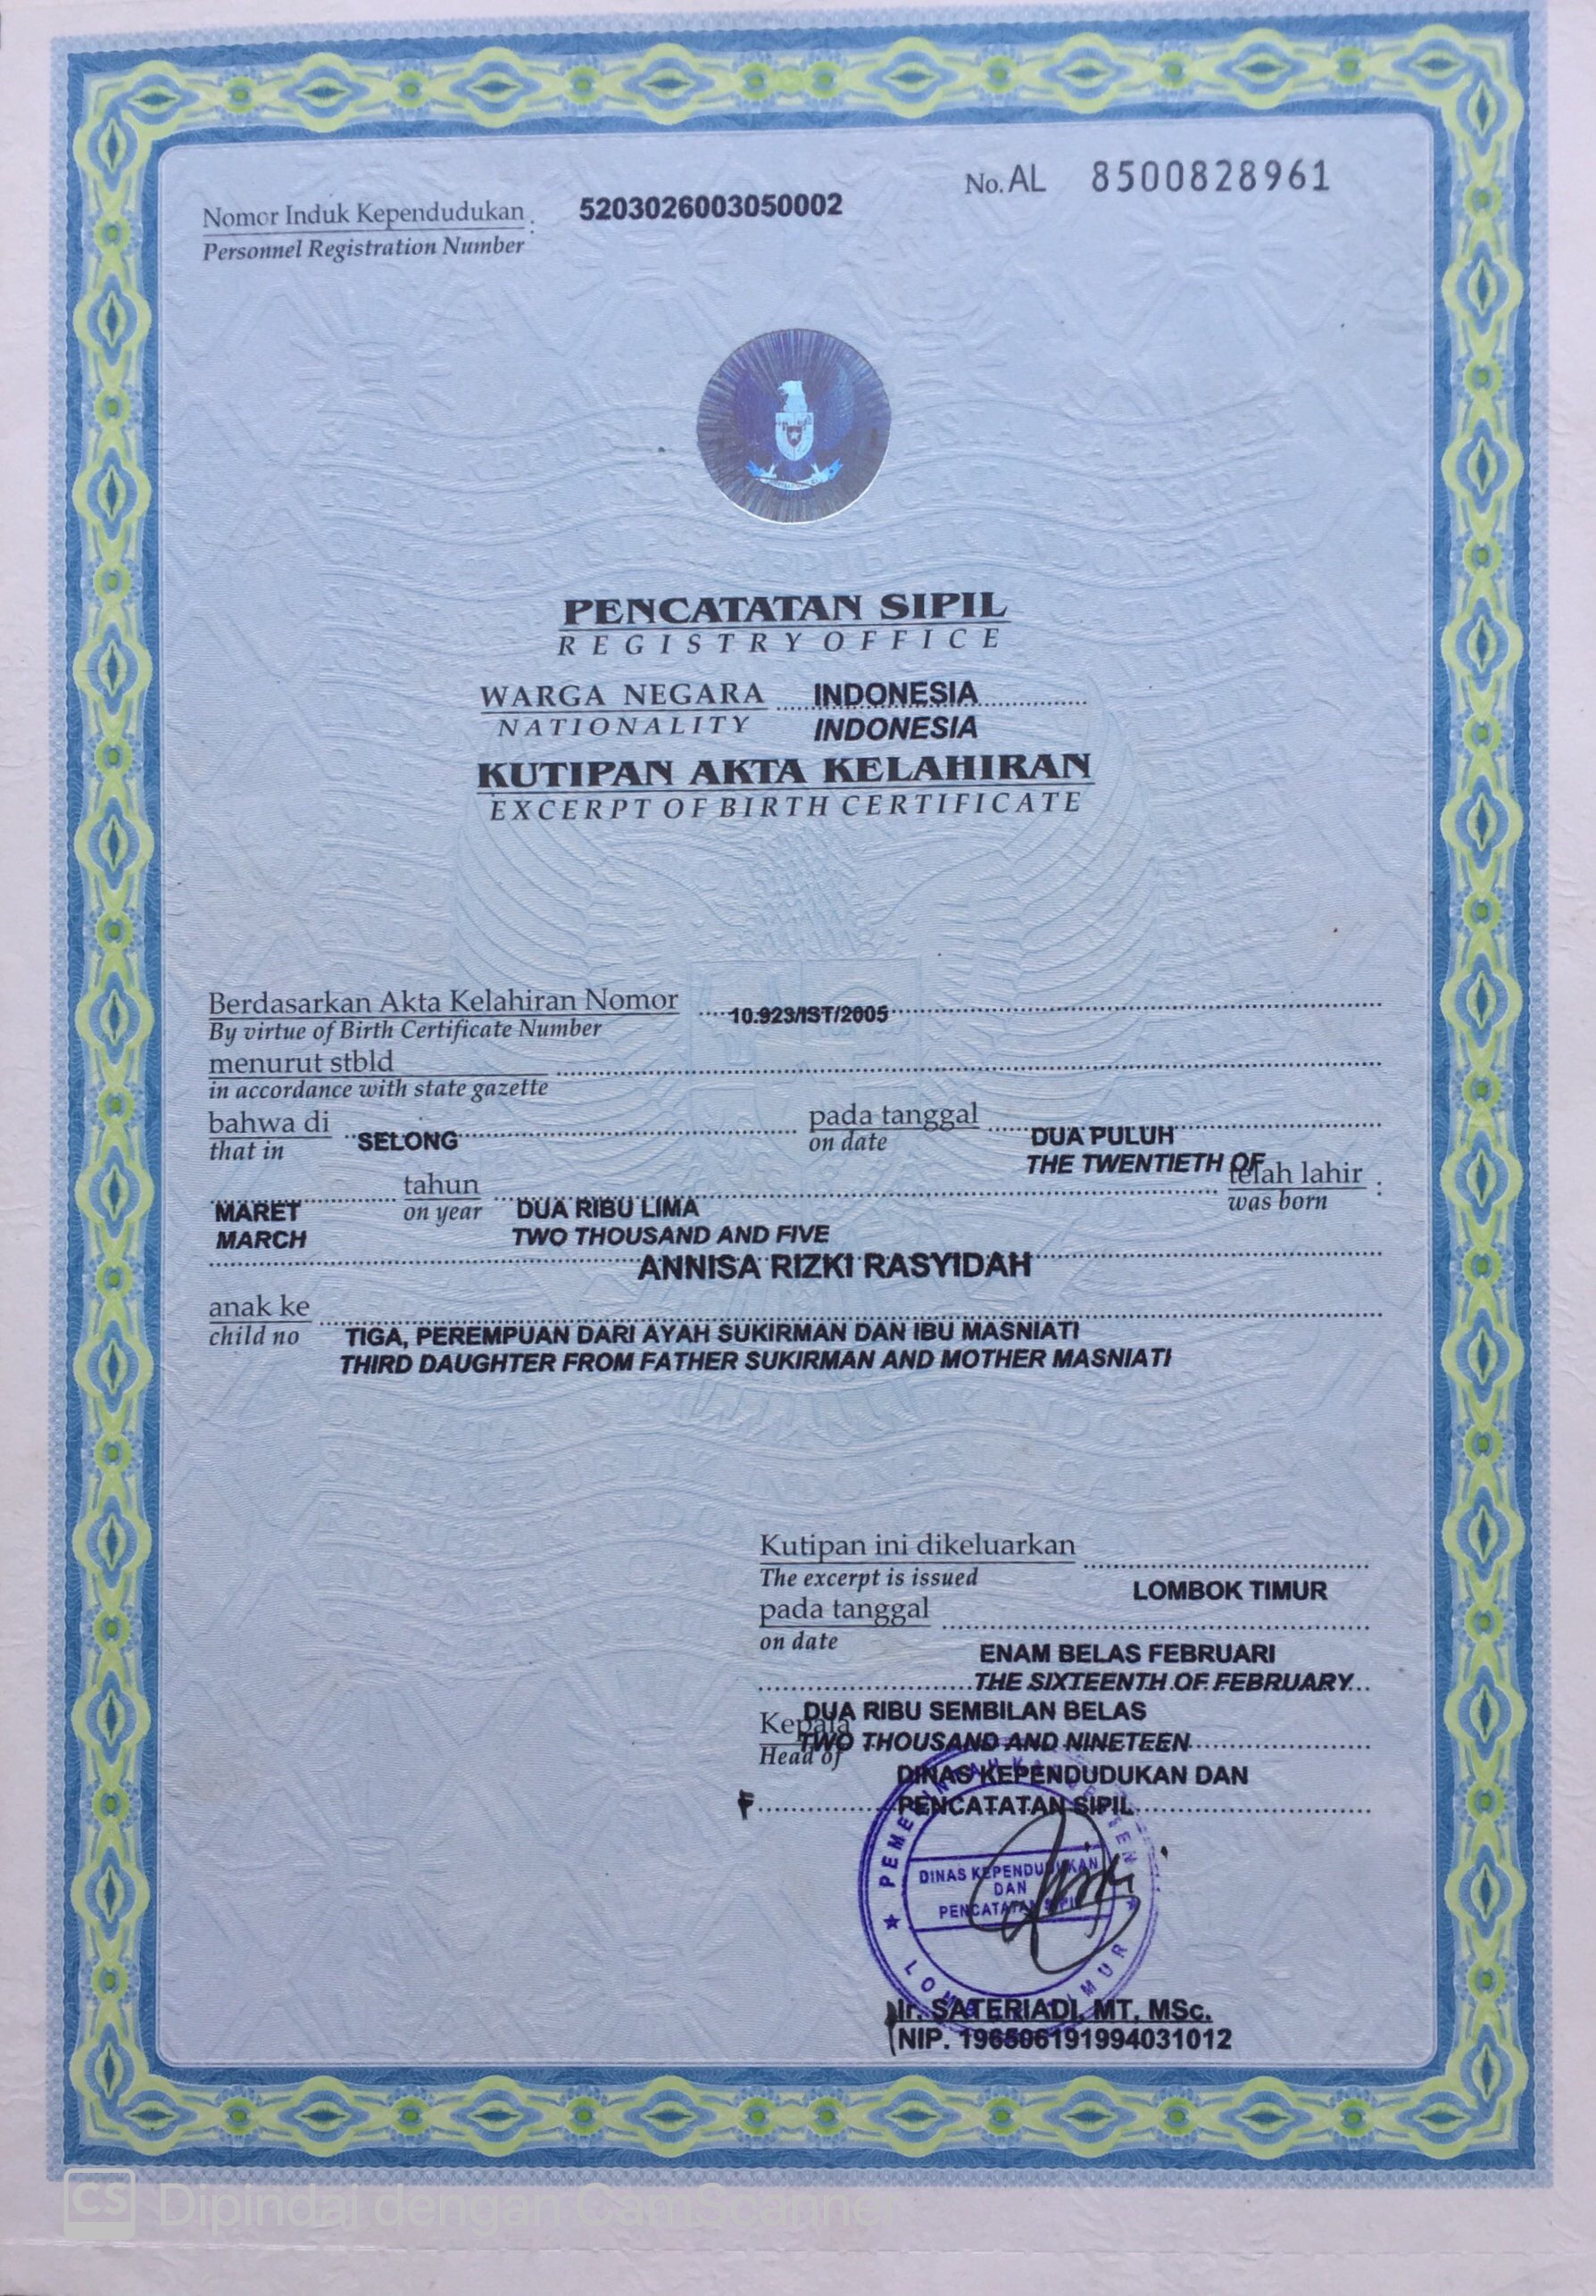 No. AL 8500828961
Nomor Induk Kependudukan : 5203026003050002
Personnel Registration Number
PENCATATAN SIPIL
REGISTRY OFFICE
WARGA NEGARA INDONESIA
NATIONALITY INDONESIA
KUTIPAN AKTA KELAHIRAN
EXCERPT OF BIRTH CERTIFICATE
Berdasarkan Akta Kelahiran Nomor 10.923/IST/2005
By virtue of Birth Certificate Number
menurut stbld
in accordance with state gazette
bahwa di SELONG pada tanggal DUA PULUH
that in on date THE TWENTIETH OF
MARET tahun DUA RIBU LIMA telah lahir :
MARCH on year TWO THOUSAND AND FIVE was born
ANNISA RIZKI RASYIDAH
anak ke TIGA, PEREMPUAN DARI AYAH SUKIRMAN DAN IBU MASNIATI
child no THIRD DAUGHTER FROM FATHER SUKIRMAN AND MOTHER MASNIATI
Kutipan ini dikeluarkan LOMBOK TIMUR
The excerpt is issued
pada tanggal ENAM BELAS FEBRUARI
on date THE SIXTEENTH OF FEBRUARY
DUA RIBU SEMBILAN BELAS
Kepala TWO THOUSAND AND NINETEEN
Head of
DINAS KEPENDUDUKAN DAN
PENCATATAN SIPIL
PEMERINTAH KABUPATEN
DINAS KEPENDUDUKAN
DAN
PENCATATAN SIPIL
LOMBOK TIMUR
Ir. SATERIADI, MT, MSc.
NIP. 196506191994031012
CS Dipindai dengan CamScanner